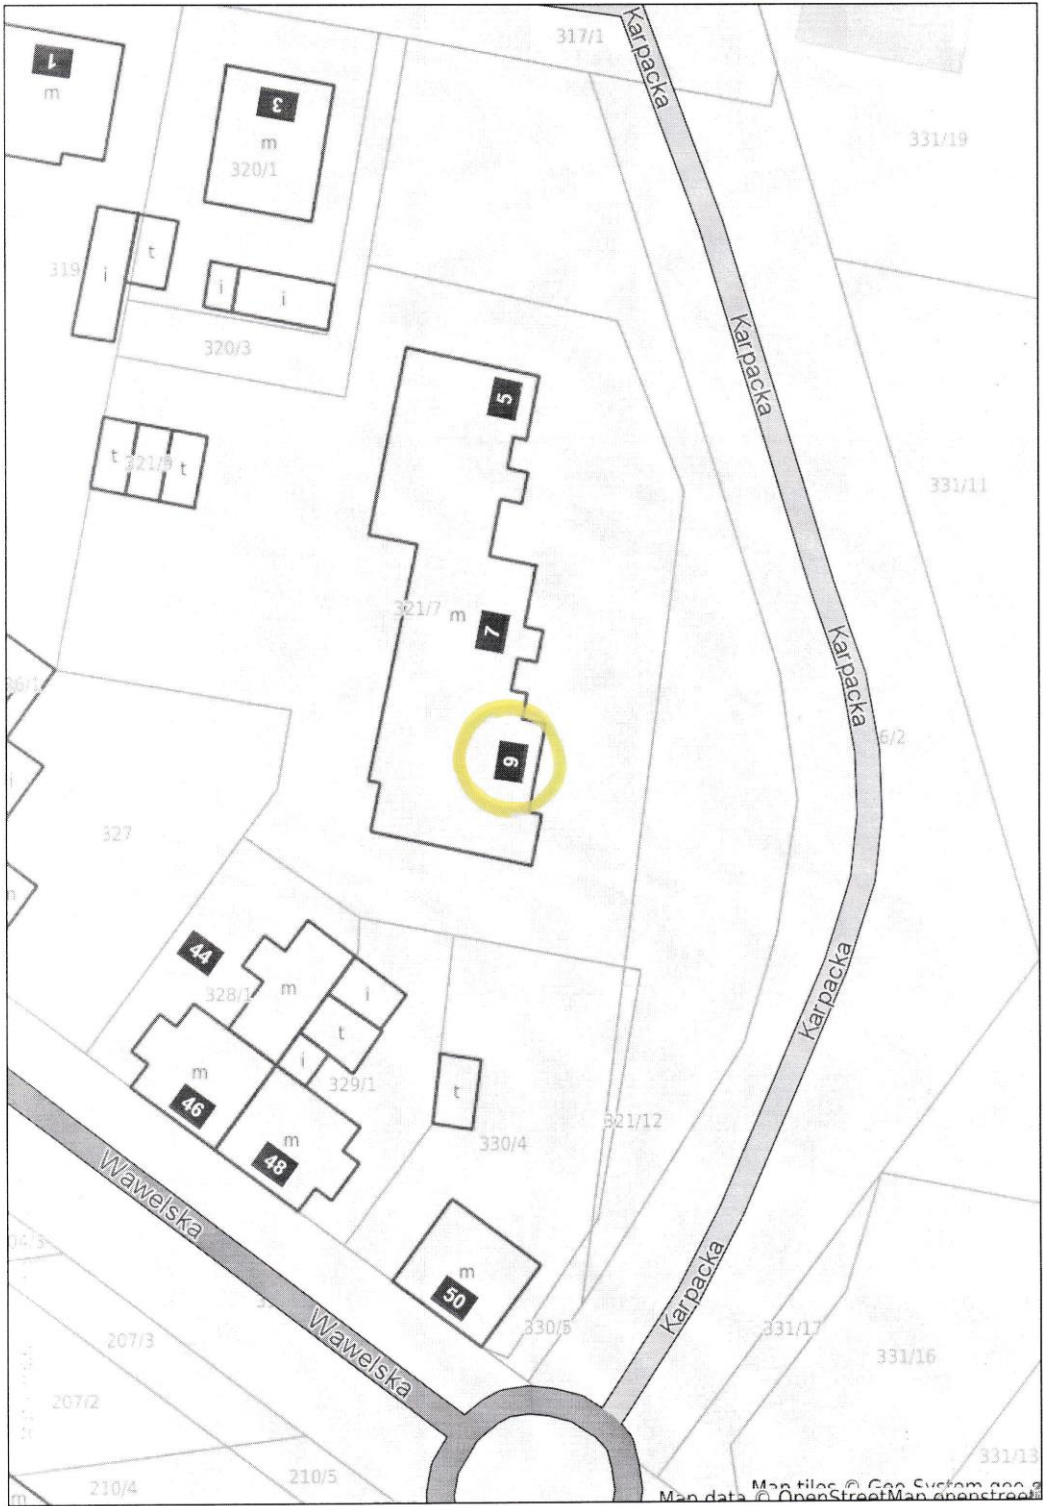 317/1
Karpacka
1
m
3
m
320/1
331/19
319
i
t
i
i
320/3
Karpacka
5
t
321/9
t
331/11
321/7
m
7
Karpacka
6/2
9
327
44
328/1
m
i
t
i
329/1
m
46
m
48
t
330/4
321/12
Karpacka
Wawelska
m
50
330/5
Karpacka
331/17
331/16
207/3
Wawelska
207/2
210/4
210/5
331/13
m
Map tiles © Geo-System
Map data © OpenStreetMap